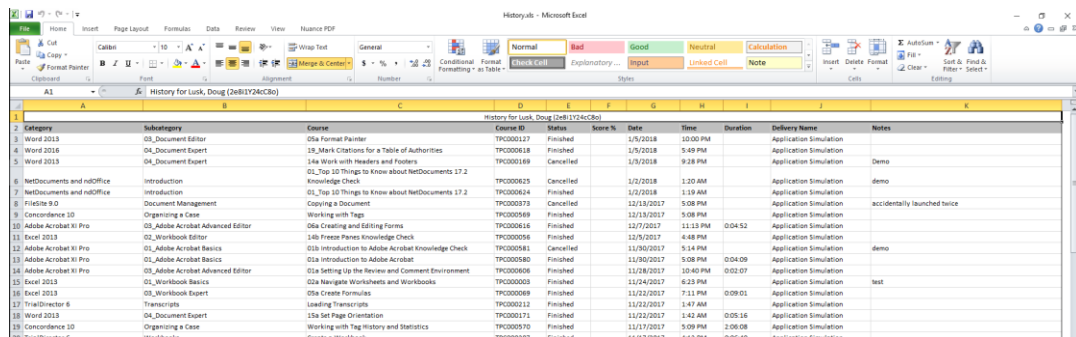 History.xls - Microsoft Excel
File Home Insert Page Layout Formulas Data Review View Nuance PDF
Cut
Copy
Format Painter
Paste
Clipboard
Calibri 10
Font
Wrap Text
Merge & Center
Alignment
General
Number
Conditional Formatting
Format as Table
Normal Bad Good Neutral Calculation
Check Cell Explanatory ... Input Linked Cell Note
Styles
Insert Delete Format
Cells
AutoSum
Fill
Clear
Sort & Filter
Find & Select
Editing
A1 fx History for Lusk, Doug (2e8i1Y24cC8o)
A B C D E F G H I J K
1 History for Lusk, Doug (2e8i1Y24cC8o)
2 Category Subcategory Course Course ID Status Score % Date Time Duration Delivery Name Notes
3 Word 2013 03_Document Editor 05a Format Painter TPC000127 Finished 1/5/2018 10:00 PM Application Simulation
4 Word 2016 04_Document Expert 19_Mark Citations for a Table of Authorities TPC000618 Finished 1/5/2018 5:49 PM Application Simulation
5 Word 2013 04_Document Expert 14a Work with Headers and Footers TPC000169 Cancelled 1/3/2018 9:28 PM Application Simulation Demo
6 NetDocuments and ndOffice Introduction 01_Top 10 Things to Know about NetDocuments 17.2 Knowledge Check TPC000625 Cancelled 1/2/2018 1:20 AM Application Simulation demo
7 NetDocuments and ndOffice Introduction 01_Top 10 Things to Know about NetDocuments 17.2 TPC000624 Finished 1/2/2018 1:19 AM Application Simulation
8 FileSite 9.0 Document Management Copying a Document TPC000373 Cancelled 12/13/2017 5:08 PM Application Simulation accidentally launched twice
9 Concordance 10 Organizing a Case Working with Tags TPC000569 Finished 12/13/2017 5:08 PM Application Simulation
10 Adobe Acrobat XI Pro 03_Adobe Acrobat Advanced Editor 06a Creating and Editing Forms TPC000616 Finished 12/7/2017 11:13 PM 0:04:52 Application Simulation
11 Excel 2013 02_Workbook Editor 14b Freeze Panes Knowledge Check TPC000056 Finished 12/5/2017 4:48 PM Application Simulation
12 Adobe Acrobat XI Pro 01_Adobe Acrobat Basics 01b Introduction to Adobe Acrobat Knowledge Check TPC000581 Cancelled 11/30/2017 5:14 PM Application Simulation demo
13 Adobe Acrobat XI Pro 01_Adobe Acrobat Basics 01a Introduction to Adobe Acrobat TPC000580 Finished 11/30/2017 5:08 PM 0:04:09 Application Simulation
14 Adobe Acrobat XI Pro 03_Adobe Acrobat Advanced Editor 01a Setting Up the Review and Comment Environment TPC000606 Finished 11/28/2017 10:40 PM 0:02:07 Application Simulation
15 Excel 2013 01_Workbook Basics 02a Navigate Worksheets and Workbooks TPC000003 Finished 11/24/2017 6:23 PM Application Simulation test
16 Excel 2013 03_Workbook Expert 05a Create Formulas TPC000069 Finished 11/22/2017 7:11 PM 0:09:01 Application Simulation
17 TrialDirector 6 Transcripts Loading Transcripts TPC000212 Finished 11/22/2017 1:47 AM Application Simulation
18 Word 2013 04_Document Expert 15a Set Page Orientation TPC000171 Finished 11/22/2017 1:42 AM 0:05:16 Application Simulation
19 Concordance 10 Organizing a Case Working with Tag History and Statistics TPC000570 Finished 11/17/2017 5:09 PM 2:06:08 Application Simulation